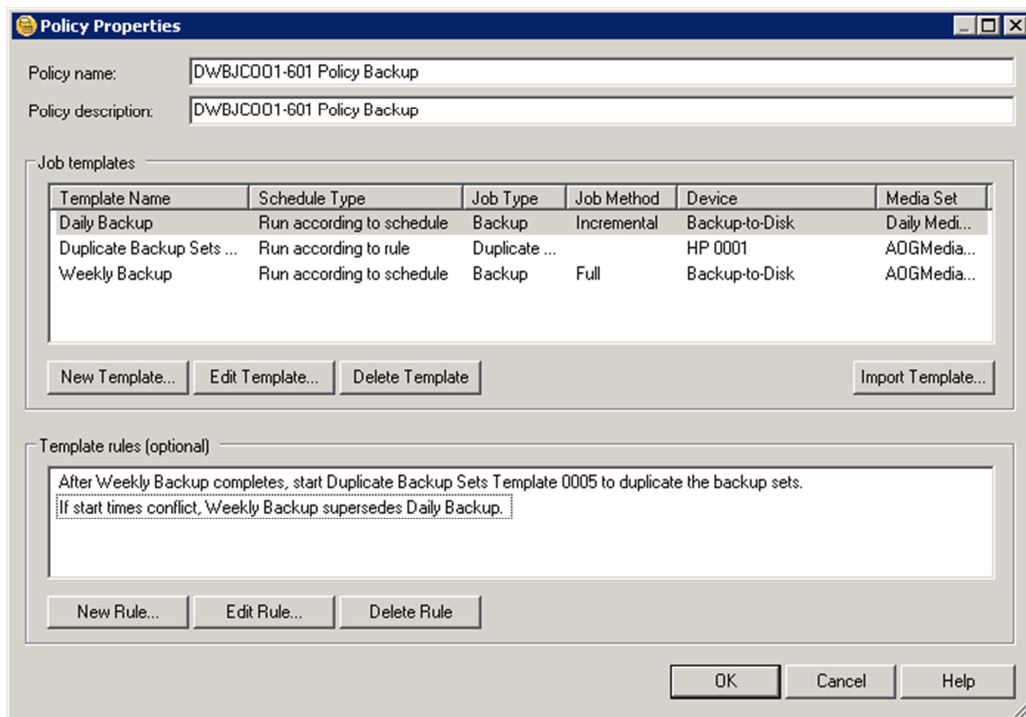 Policy Properties
Policy name: DWBJCOO1-601 Policy Backup
Policy description: DWBJCOO1-601 Policy Backup
Job templates
Template Name Schedule Type Job Type Job Method Device Media Set
Daily Backup Run according to schedule Backup Incremental Backup-to-Disk Daily Medi...
Duplicate Backup Sets ... Run according to rule Duplicate ... HP 0001 AOGMedia...
Weekly Backup Run according to schedule Backup Full Backup-to-Disk AOGMedia...
New Template... Edit Template... Delete Template Import Template...
Template rules (optional)
After Weekly Backup completes, start Duplicate Backup Sets Template 0005 to duplicate the backup sets.
If start times conflict, Weekly Backup supersedes Daily Backup.
New Rule... Edit Rule... Delete Rule
OK Cancel Help